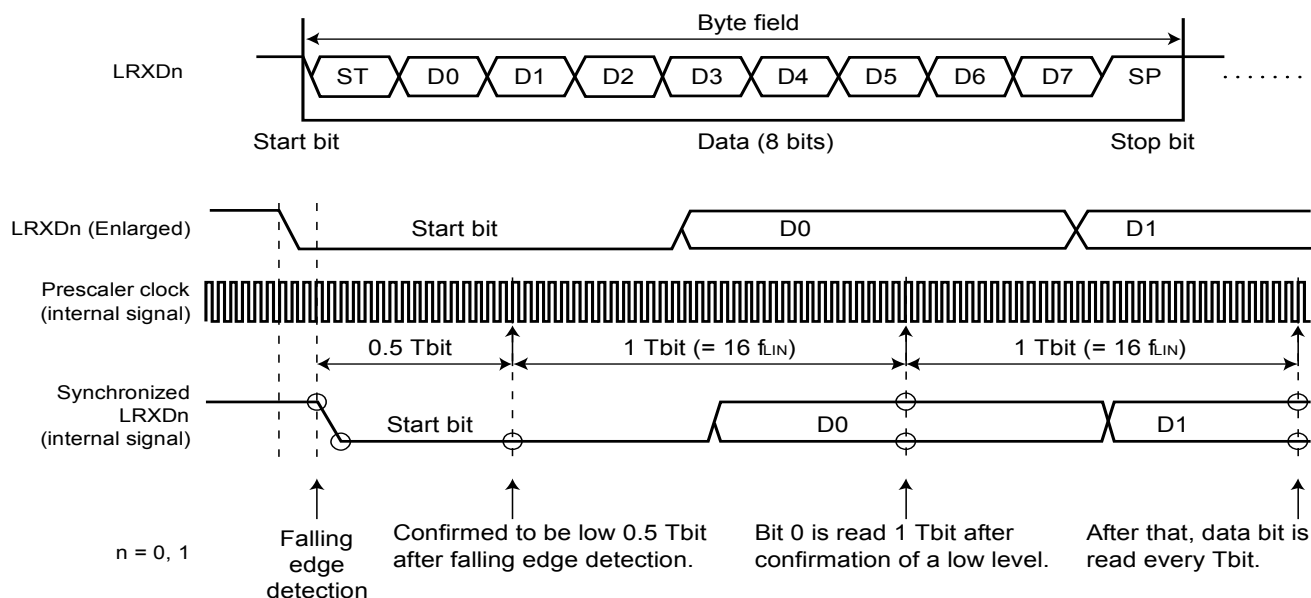 Byte field
LRXDn
ST D0 D1 D2 D3 D4 D5 D6 D7 SP
Start bit
Data (8 bits)
Stop bit
LRXDn (Enlarged)
Start bit
D0
D1
Prescaler clock
(internal signal)
0.5 Tbit
1 Tbit (= 16 fLIN)
1 Tbit (= 16 fLIN)
Synchronized
LRXDn
(internal signal)
Start bit
D0
D1
n = 0, 1
Falling
edge
detection
Confirmed to be low 0.5 Tbit
after falling edge detection.
Bit 0 is read 1 Tbit after
confirmation of a low level.
After that, data bit is
read every Tbit.